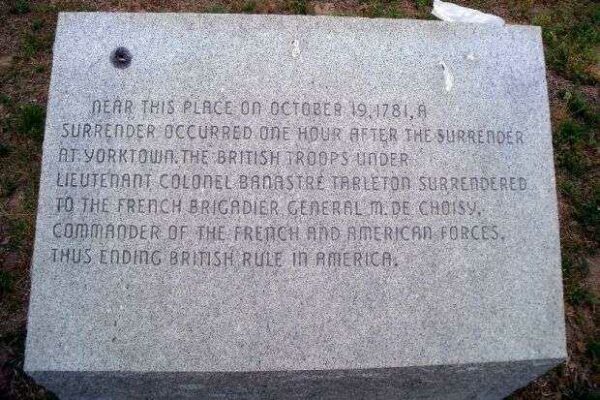 NEAR THIS PLACE ON OCTOBER 19, 1781, A
SURRENDER OCCURRED ONE HOUR AFTER THE SURRENDER
AT YORKTOWN. THE BRITISH TROOPS UNDER
LIEUTENANT COLONEL BANASTRE TARLETON SURRENDERED
TO THE FRENCH BRIGADIER GENERAL M. DE CHOISY,
COMMANDER OF THE FRENCH AND AMERICAN FORCES,
THUS ENDING BRITISH RULE IN AMERICA.